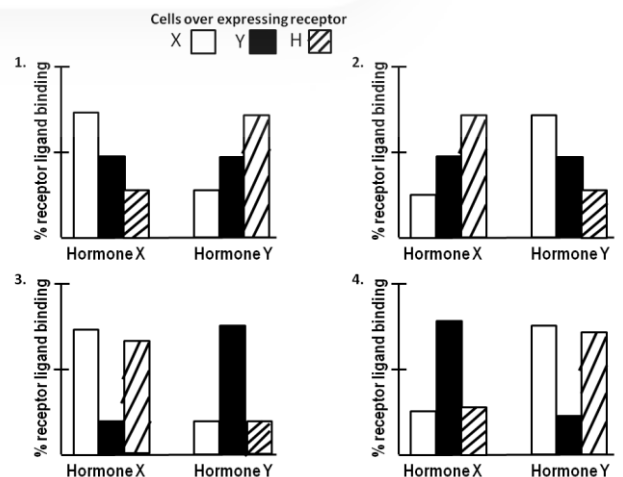 Cells over expressing receptor
X Y H
1.
% receptor ligand binding
Hormone X Hormone Y
2.
% receptor ligand binding
Hormone X Hormone Y
3.
% receptor ligand binding
Hormone X Hormone Y
4.
% receptor ligand binding
Hormone X Hormone Y